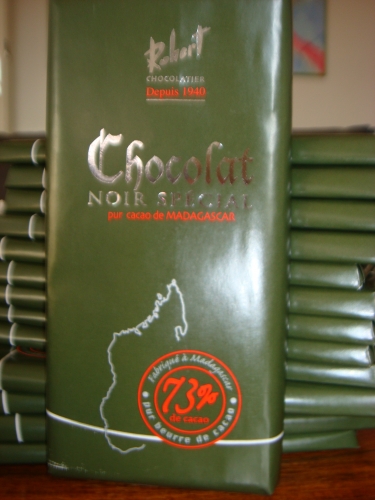 Robert
CHOCOLATIER
Depuis 1940
Chocolat
NOIR SPECIAL
pur cacao de MADAGASCAR
Fabriqué à Madagascar
73%
de cacao
pur beurre de cacao